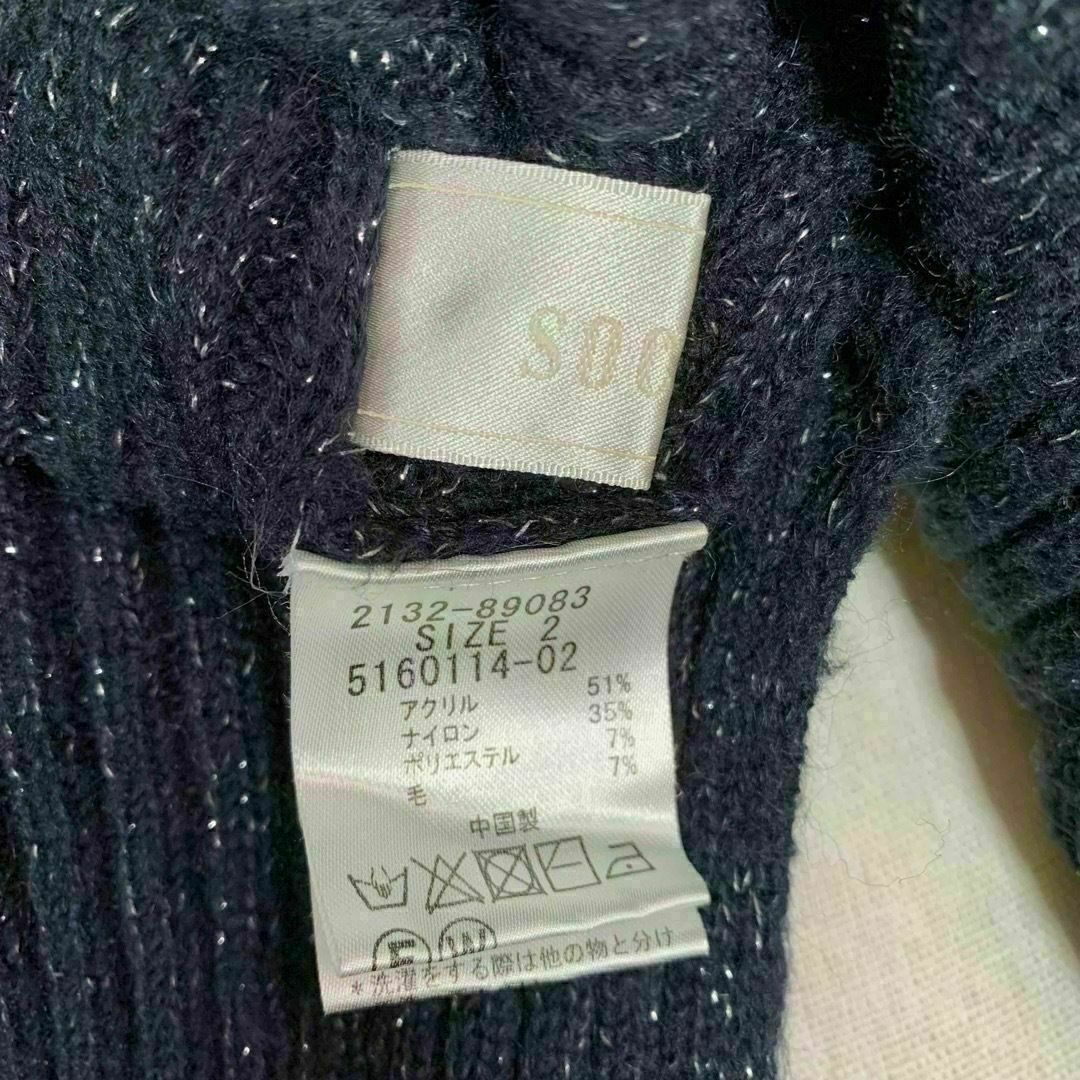 2132-89083
SIZE 2
5160114-02
アクリル 51%
ナイロン 35%
ポリエステル 7%
毛 7%
中国製
F W
*洗濯をする際は他の物と分け